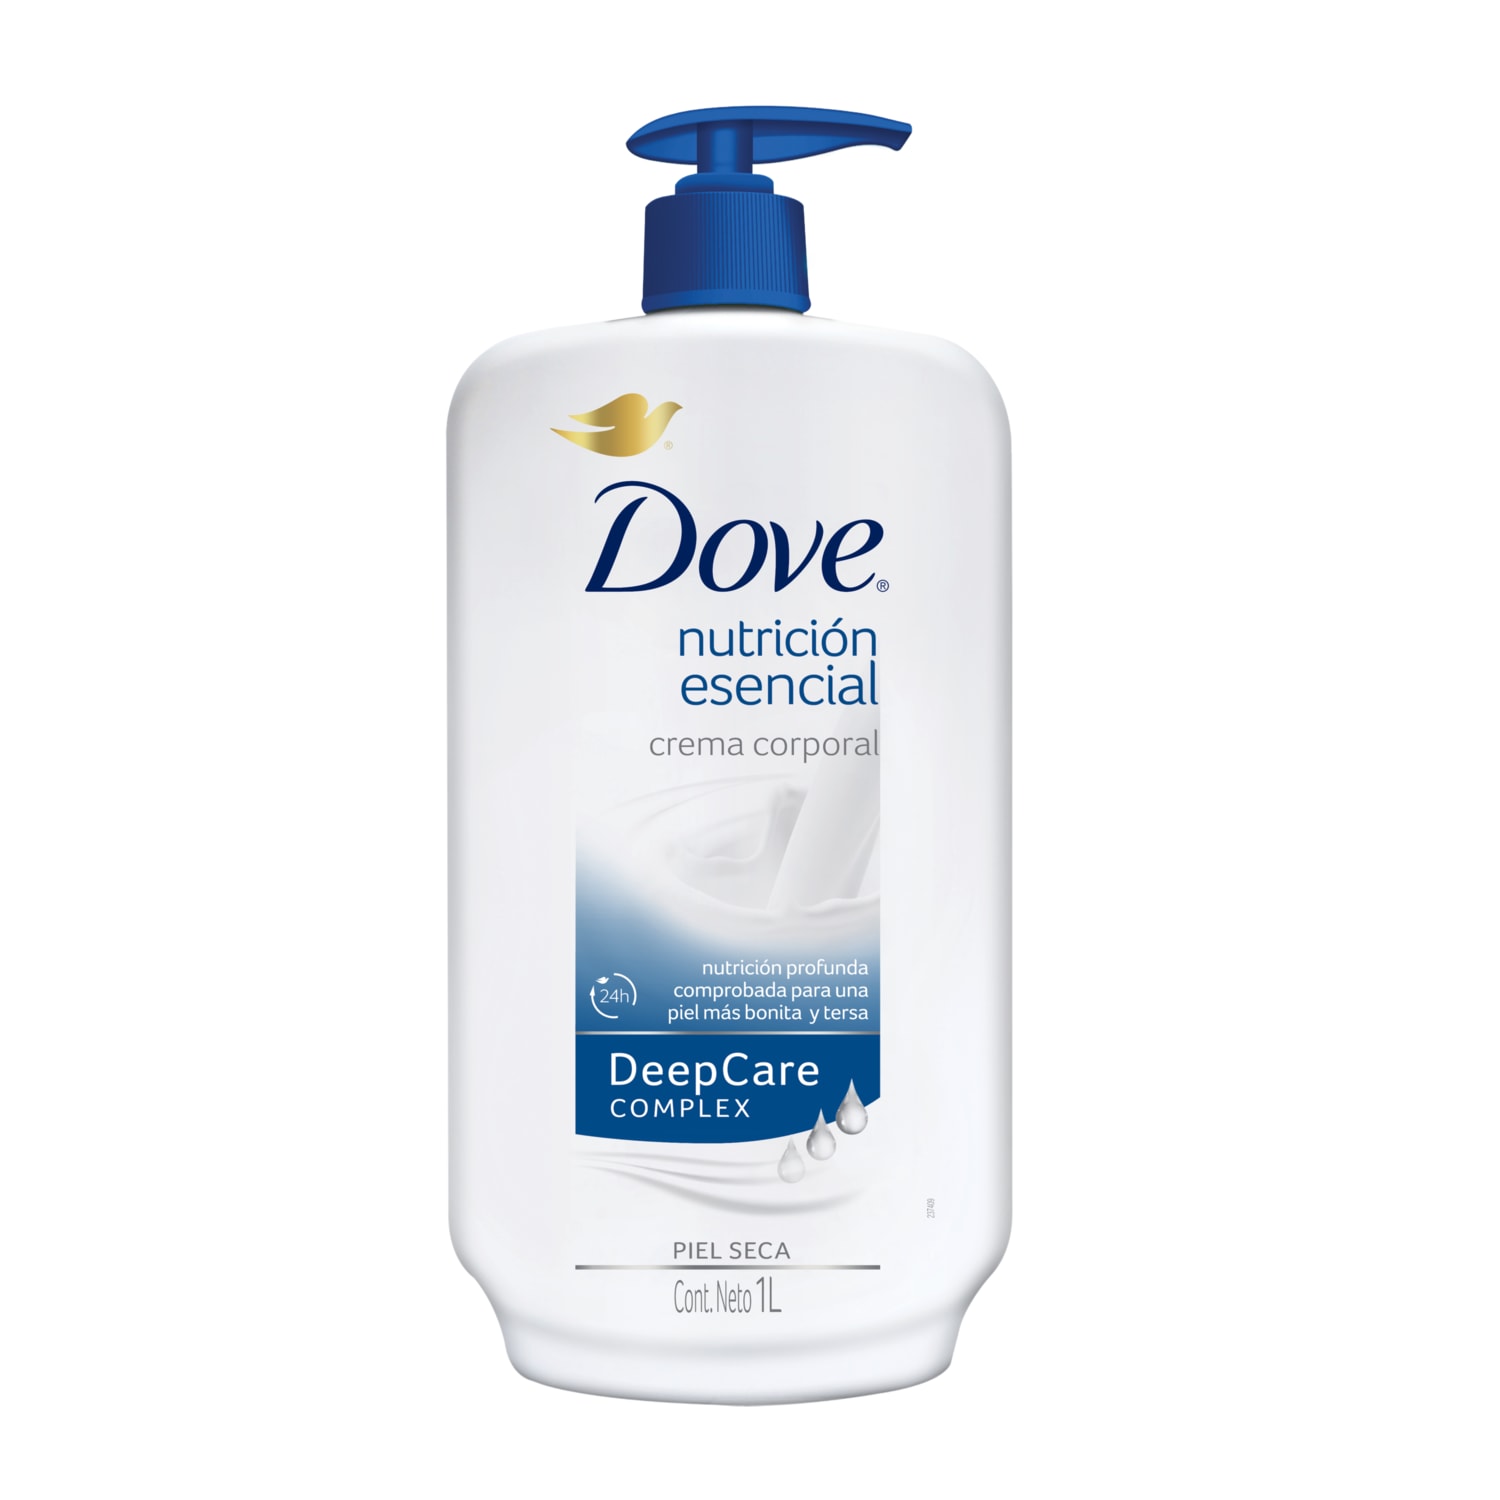 Dove®
nutrición
esencial
crema corporal
24h
nutrición profunda
comprobada para una
piel más bonita y tersa
DeepCare
COMPLEX
237409
PIEL SECA
Cont. Neto 1L